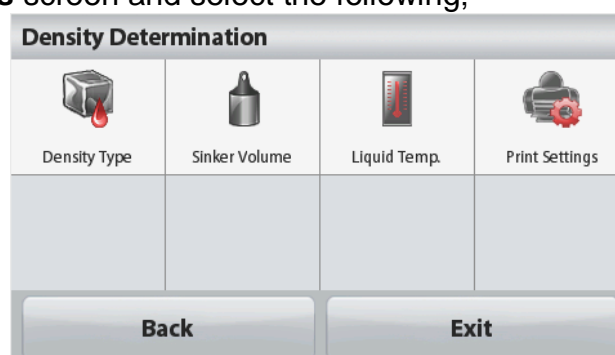 s screen and select the following;
Density Determination
Density Type Sinker Volume Liquid Temp. Print Settings
Back Exit